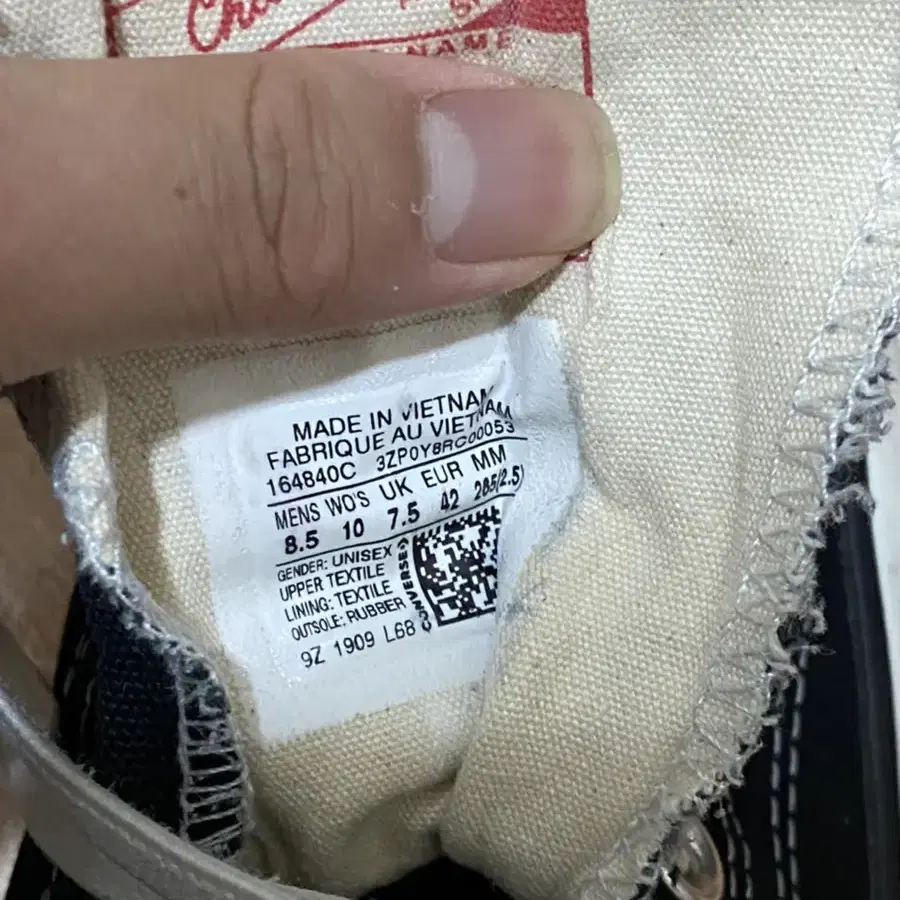 NAME
MADE IN VIETNAM
FABRIQUE AU VIETNAM
164840C 3ZP0Y8RC00053
MENS WO'S UK EUR MM
8.5 10 7.5 42 265(2.5)
GENDER: UNISEX
UPPER TEXTILE
LINING: TEXTILE
OUTSOLE: RUBBER
CONVERSE
9Z 1909 L68